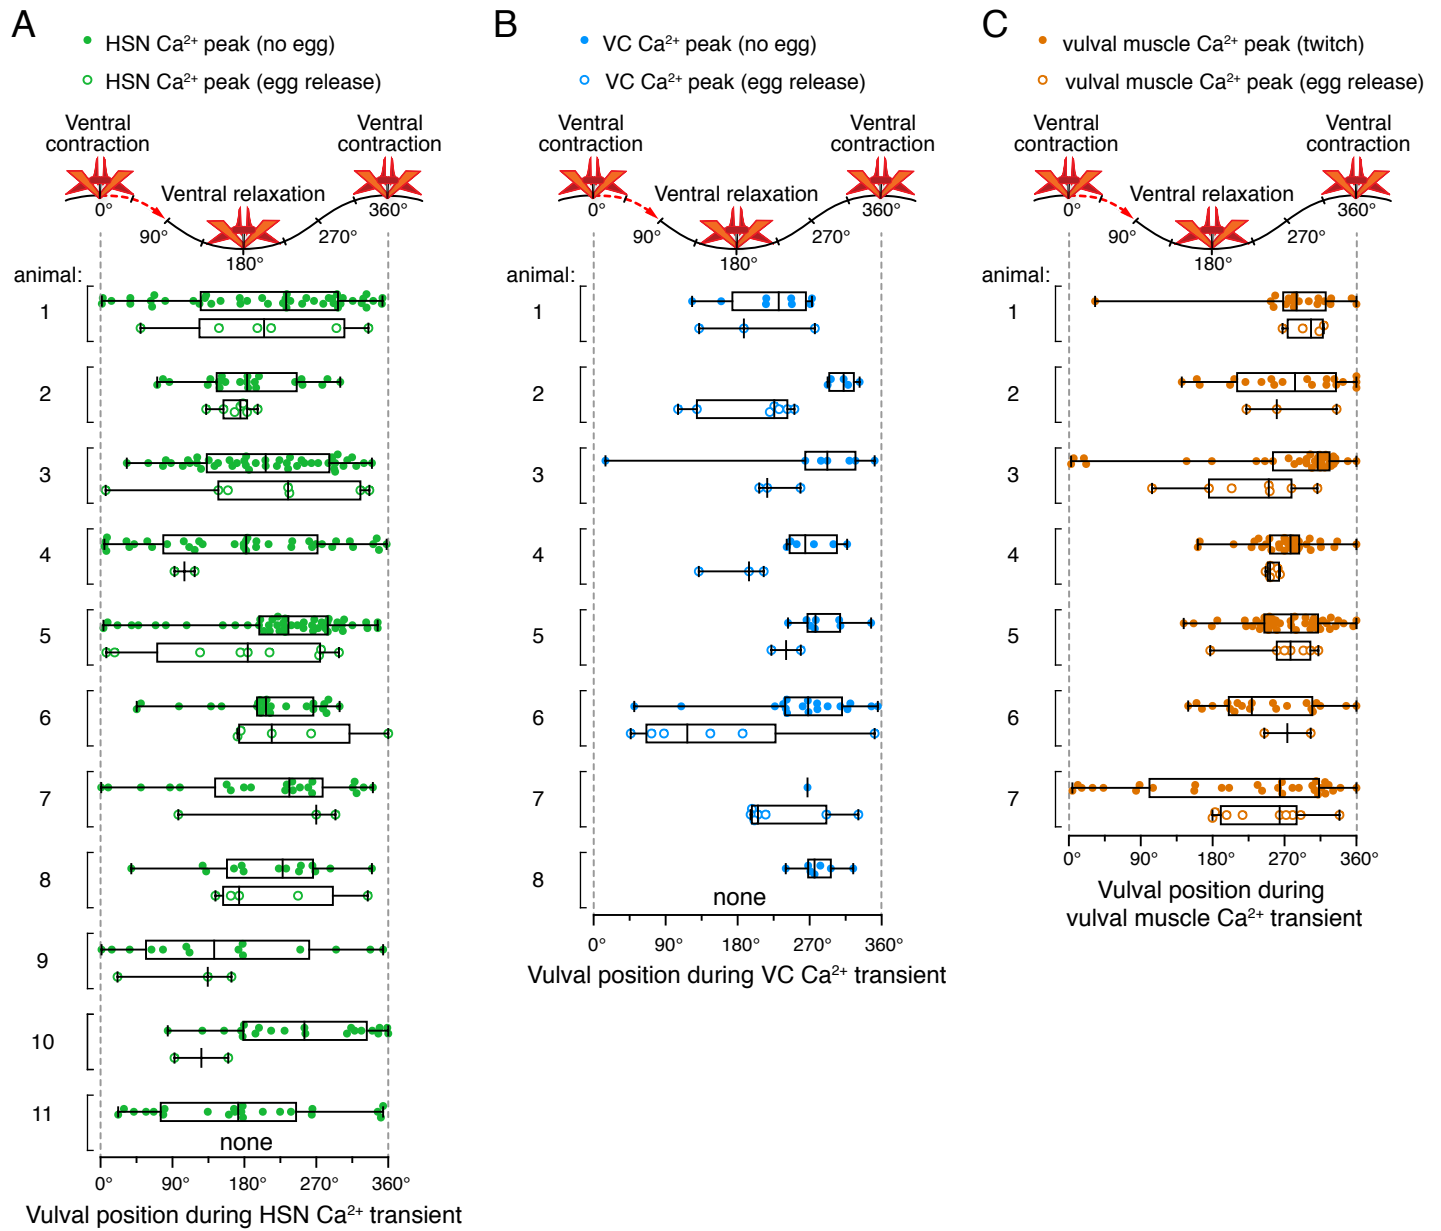 A
HSN Ca²⁺ peak (no egg)
HSN Ca²⁺ peak (egg release)
Ventral
contraction
Ventral
contraction
Ventral relaxation
0°
90°
180°
270°
360°
animal:
1
2
3
4
5
6
7
8
9
10
11
none
0°
90°
180°
270°
360°
Vulval position during HSN Ca²⁺ transient
B
VC Ca²⁺ peak (no egg)
VC Ca²⁺ peak (egg release)
Ventral
contraction
Ventral
contraction
Ventral relaxation
0°
90°
180°
270°
360°
animal:
1
2
3
4
5
6
7
8
none
0°
90°
180°
270°
360°
Vulval position during VC Ca²⁺ transient
C
vulval muscle Ca²⁺ peak (twitch)
vulval muscle Ca²⁺ peak (egg release)
Ventral
contraction
Ventral
contraction
Ventral relaxation
0°
90°
180°
270°
360°
animal:
1
2
3
4
5
6
7
0°
90°
180°
270°
360°
Vulval position during
vulval muscle Ca²⁺ transient